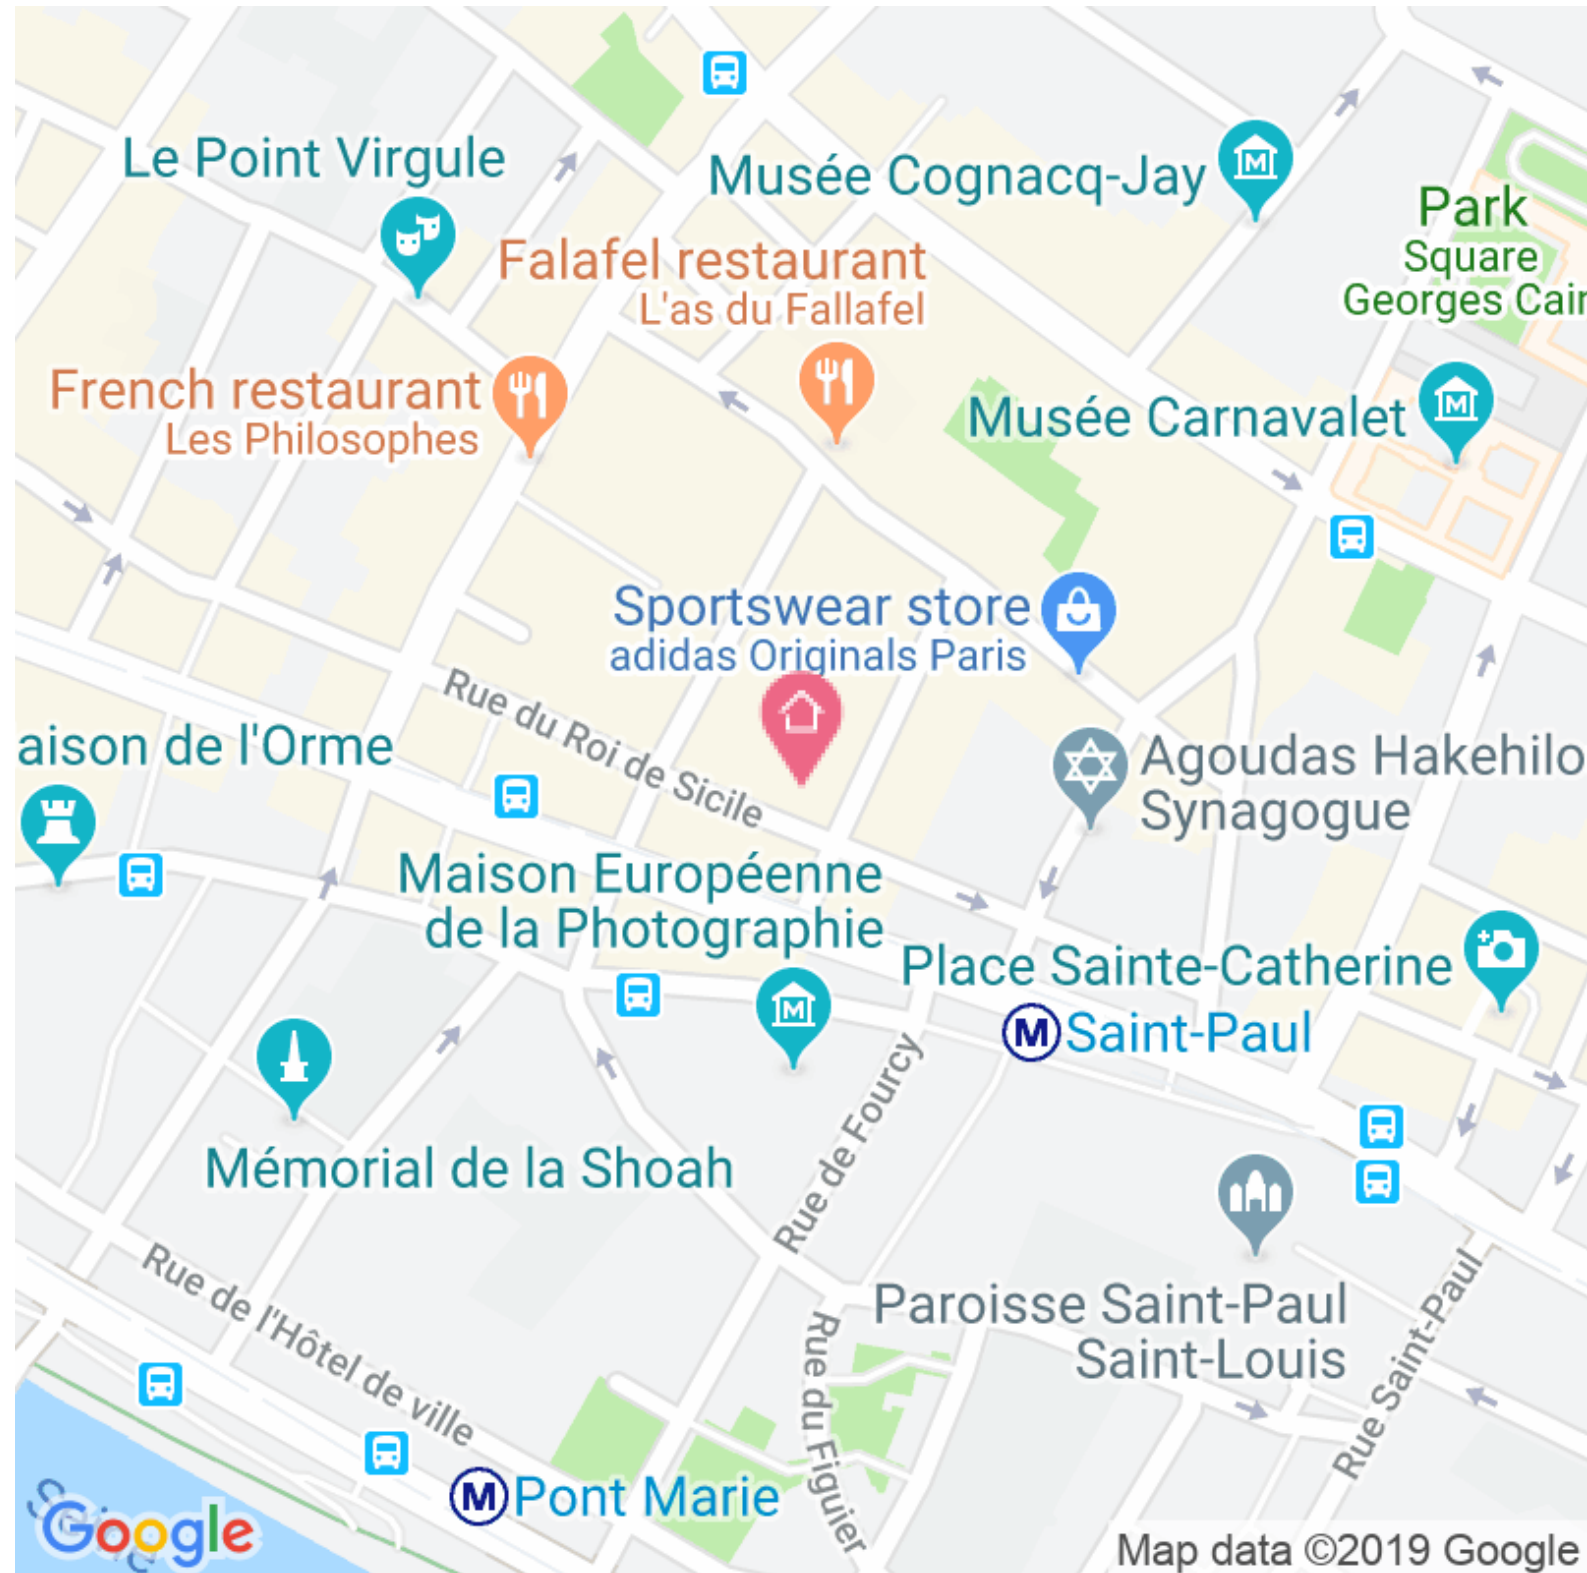 Le Point Virgule
Musée Cognacq-Jay
Park
Square
Georges Cain
Falafel restaurant
L'as du Fallafel
French restaurant
Les Philosophes
Musée Carnavalet
Sportswear store
adidas Originals Paris
Rue du Roi de Sicile
aison de l'Orme
Agoudas Hakehilo
Synagogue
Maison Européenne
de la Photographie
Place Sainte-Catherine
M Saint-Paul
Rue de Fourcy
Mémorial de la Shoah
Rue de l'Hôtel de ville
Paroisse Saint-Paul
Saint-Louis
Rue Saint-Paul
Rue du Figuier
M Pont Marie
Google
Map data ©2019 Google